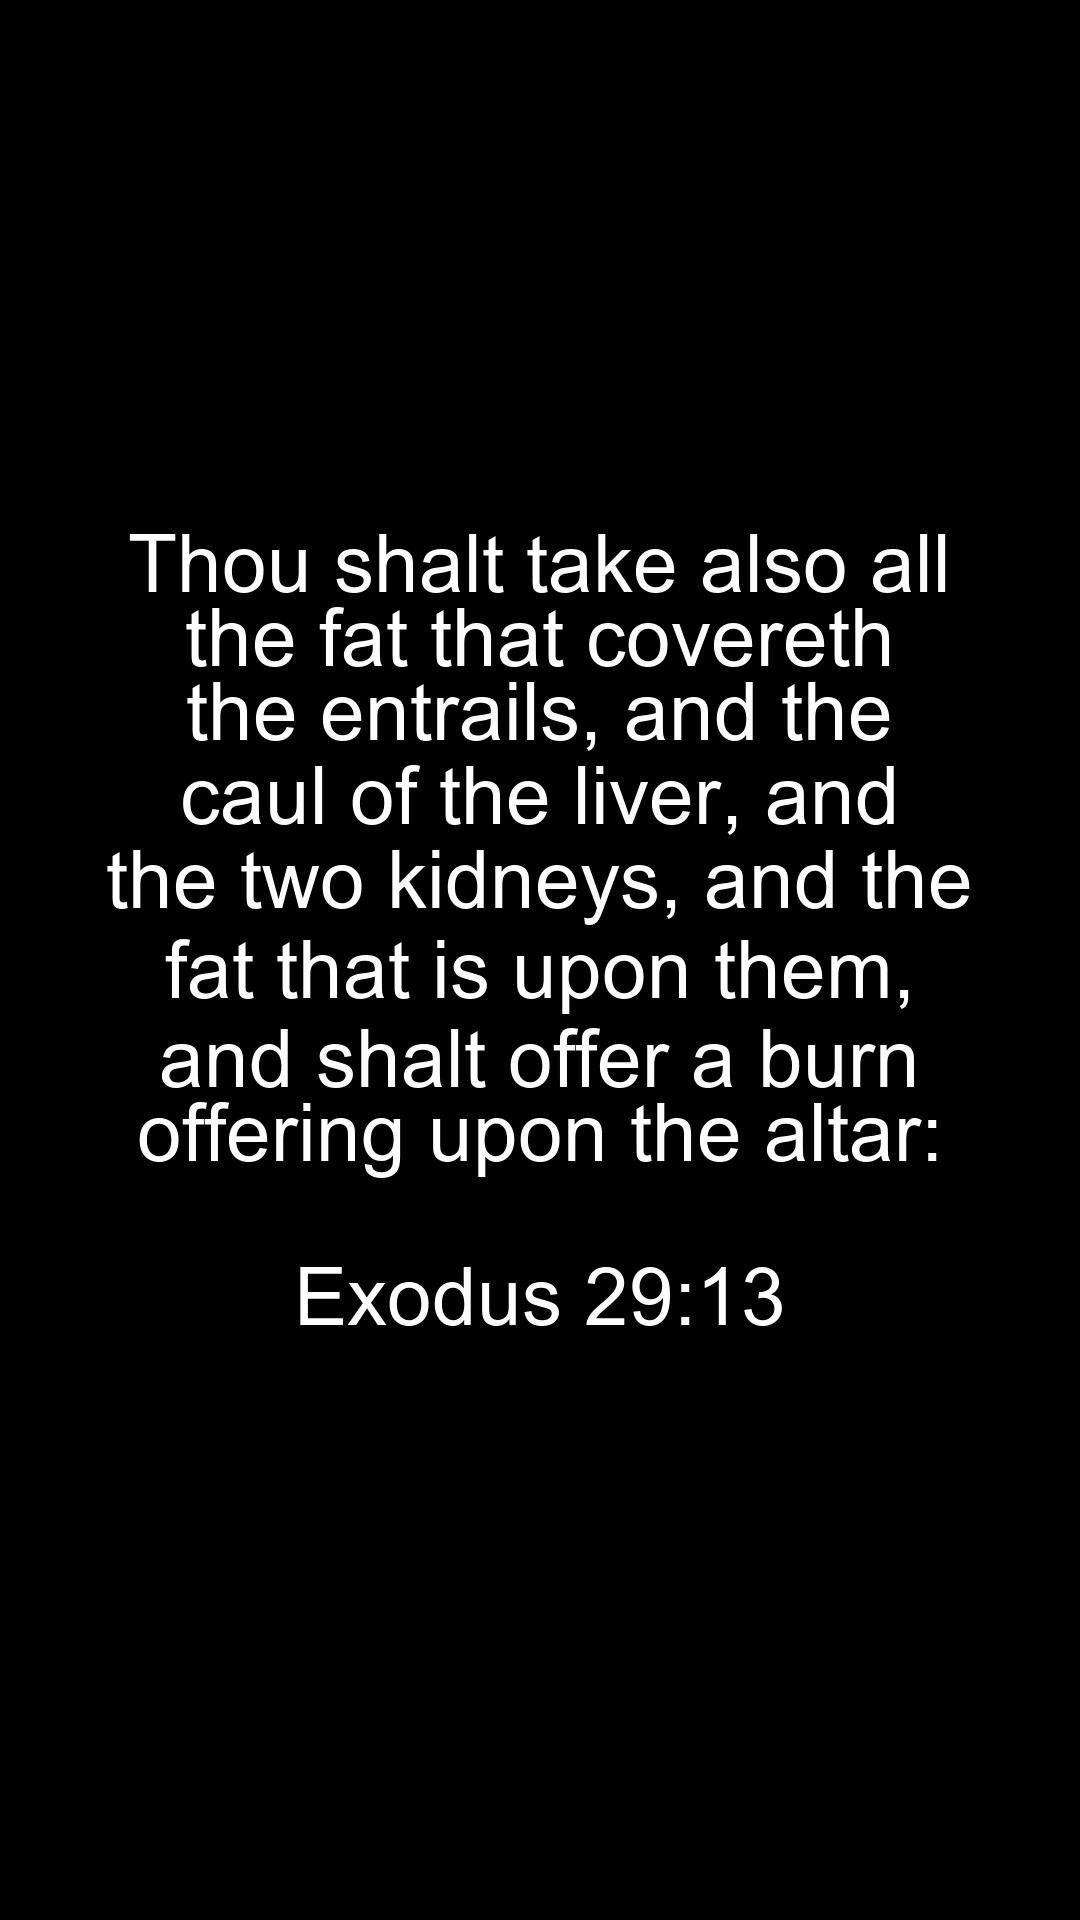 Thou shalt take also all
the fat that covereth
the entrails, and the
caul of the liver, and
the two kidneys, and the
fat that is upon them,
and shalt offer a burn
offering upon the altar:
Exodus 29:13